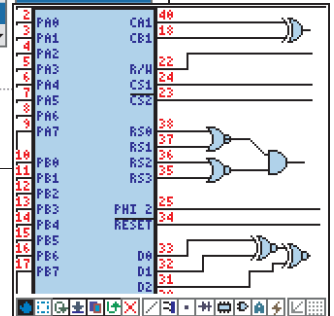 2 PA0 CA1 40
3 PA1 CB1 18
4 PA2
5 PA3 R/W 22
6 PA4 CS1 24
7 PA5 CS2 23
8 PA6
9 PA7 RS0 38
RS1 37
10 PB0 RS2 36
11 PB1 RS3 35
12 PB2
13 PB3 PHI 2 25
14 PB4 RESET 34
15 PB5
16 PB6 D0 33
17 PB7 D1 32
D2 31